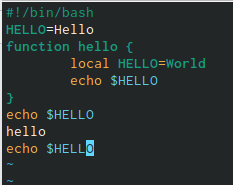 #!/bin/bash
HELLO=Hello
function hello {
local HELLO=World
echo $HELLO
}
echo $HELLO
hello
echo $HELLO
~
~